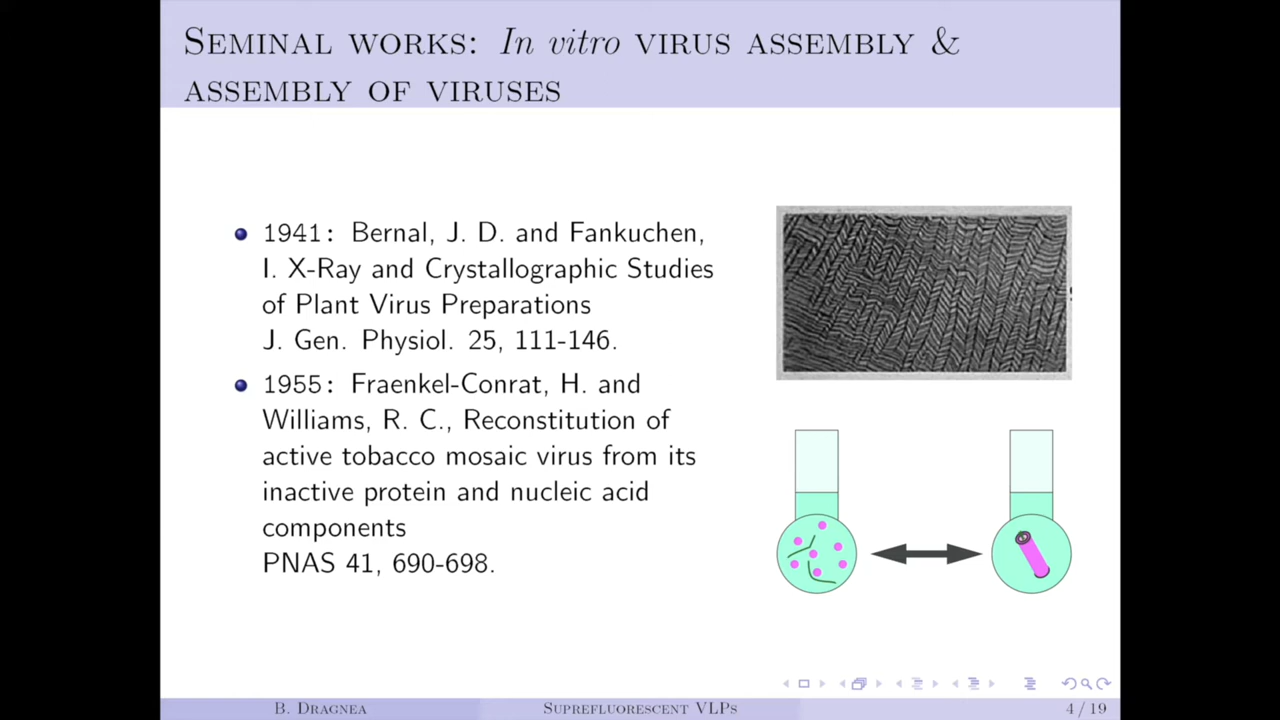 Seminal works: In vitro virus assembly &
assembly of viruses
1941: Bernal, J. D. and Fankuchen,
I. X-Ray and Crystallographic Studies
of Plant Virus Preparations
J. Gen. Physiol. 25, 111-146.
1955: Fraenkel-Conrat, H. and
Williams, R. C., Reconstitution of
active tobacco mosaic virus from its
inactive protein and nucleic acid
components
PNAS 41, 690-698.
B. Dragnea
Suprefluorescent VLPs
4 / 19